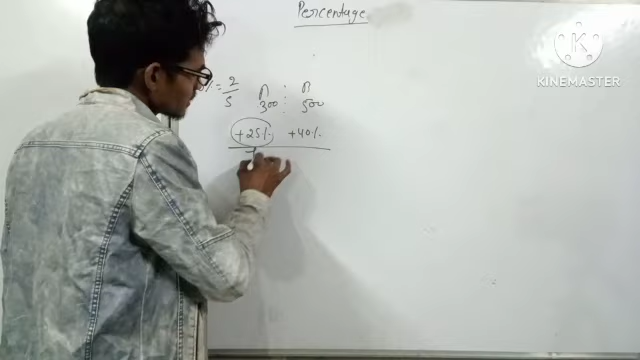 Percentage
KINEMASTER
% = 2/5
n : n
300 : 500
+25% +40%